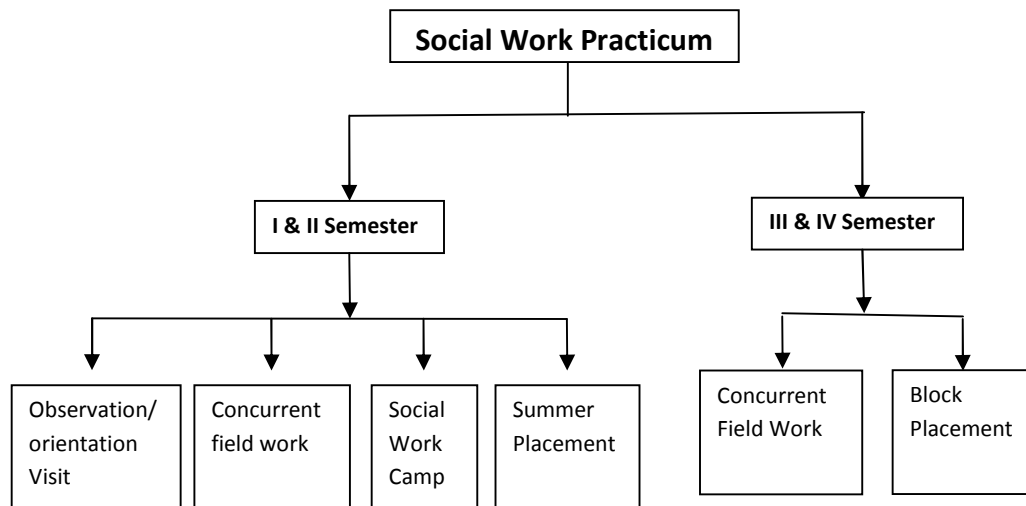 Social Work Practicum
I & II Semester
III & IV Semester
Observation/
orientation
Visit
Concurrent
field work
Social
Work
Camp
Summer
Placement
Concurrent
Field Work
Block
Placement